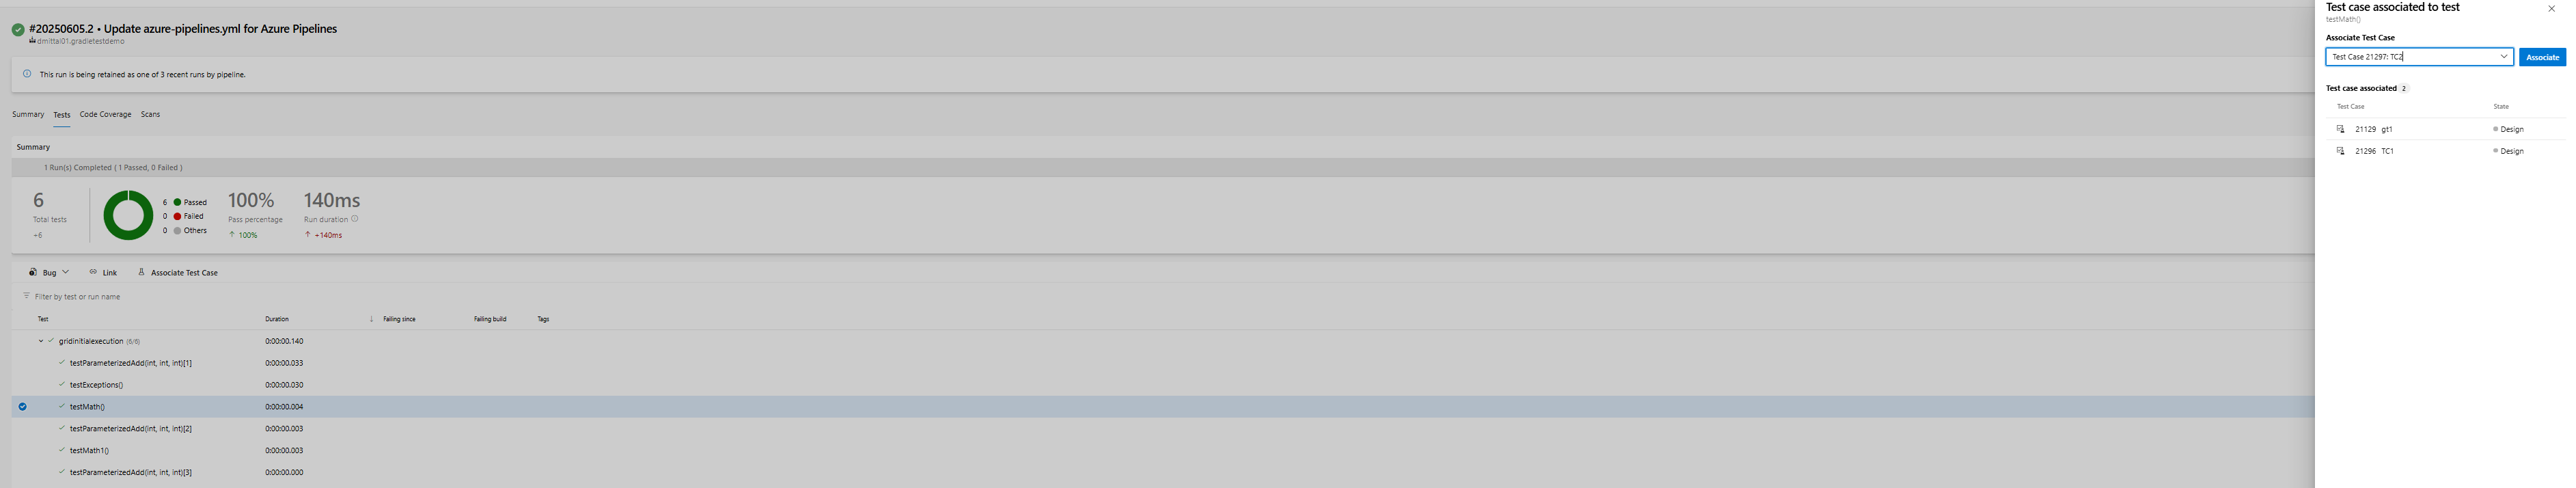 #20250605.2 • Update azure-pipelines.yml for Azure Pipelines
dmittal01.gradletestdemo
This run is being retained as one of 3 recent runs by pipeline.
Summary Tests Code Coverage Scans
Summary
1 Run(s) Completed ( 1 Passed, 0 Failed )
6
Total tests
+6
6 Passed
0 Failed
0 Others
100%
Pass percentage
100%
140ms
Run duration
+140ms
Bug Link Associate Test Case
Filter by test or run name
Test Duration Failing since Failing build Tags
gridinitialexecution (6/6) 0:00:00.140
testParameterizedAdd(int, int, int)[1] 0:00:00.033
testExceptions() 0:00:00.030
testMath() 0:00:00.004
testParameterizedAdd(int, int, int)[2] 0:00:00.003
testMath1() 0:00:00.003
testParameterizedAdd(int, int, int)[3] 0:00:00.000
Test case associated to test
testMath()
Associate Test Case
Test Case 21297: TC2 Associate
Test case associated 2
Test Case State
21129 gt1 Design
21296 TC1 Design